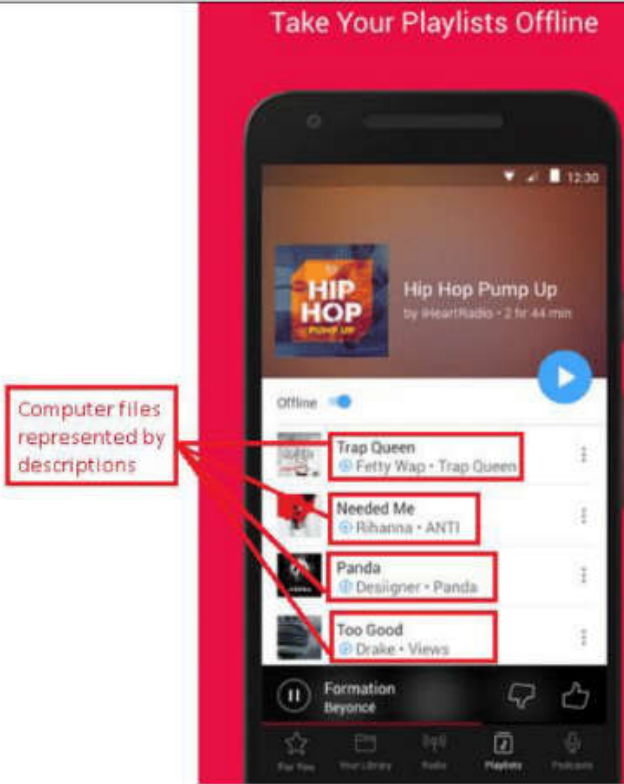 Take Your Playlists Offline
12:30
HIP
HOP
PUMP UP
Hip Hop Pump Up
by iHeartRadio • 2 hr 44 min
Offline
Computer files
represented by
descriptions
Trap Queen
Fetty Wap • Trap Queen
Needed Me
Rihanna • ANTI
Panda
Desiigner • Panda
Too Good
Drake • Views
Formation
Beyoncé
For You
Your Library
Radio
Playlists
Podcasts